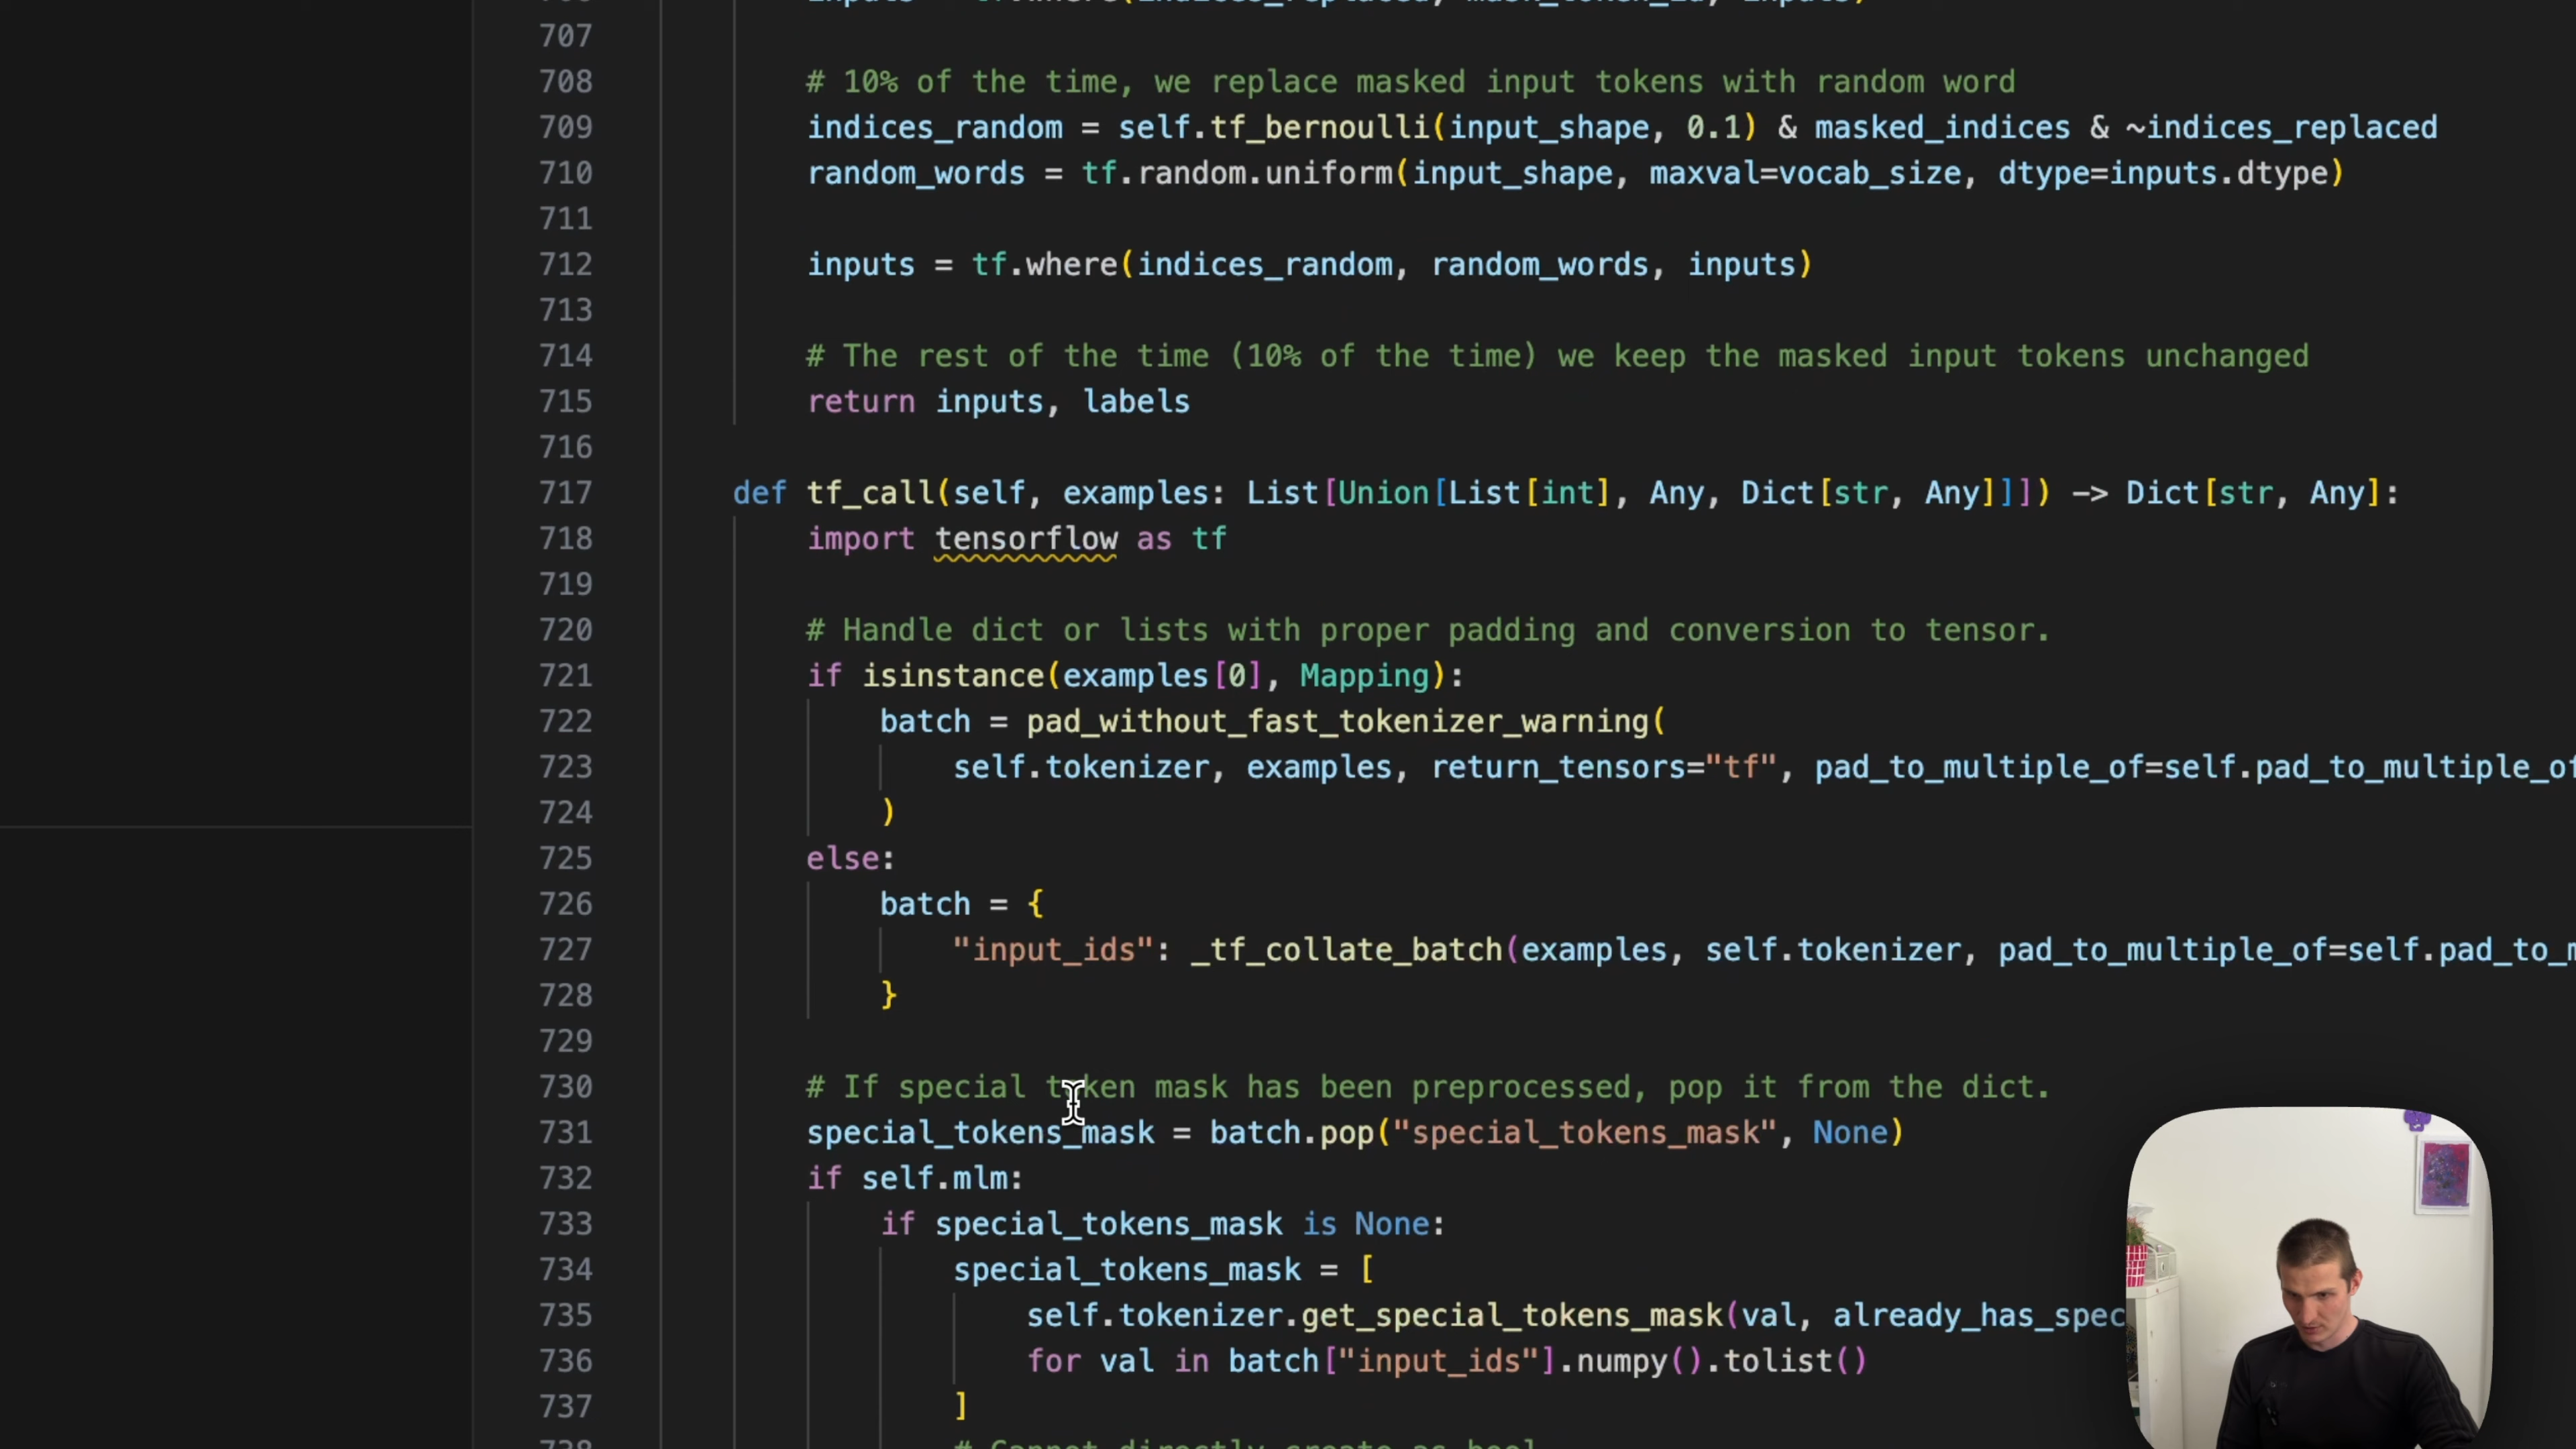 707
708 # 10% of the time, we replace masked input tokens with random word
709 indices_random = self.tf_bernoulli(input_shape, 0.1) & masked_indices & ~indices_replaced
710 random_words = tf.random.uniform(input_shape, maxval=vocab_size, dtype=inputs.dtype)
711
712 inputs = tf.where(indices_random, random_words, inputs)
713
714 # The rest of the time (10% of the time) we keep the masked input tokens unchanged
715 return inputs, labels
716
717 def tf_call(self, examples: List[Union[List[int], Any, Dict[str, Any]]]) -> Dict[str, Any]:
718 import tensorflow as tf
719
720 # Handle dict or lists with proper padding and conversion to tensor.
721 if isinstance(examples[0], Mapping):
722 batch = pad_without_fast_tokenizer_warning(
723 self.tokenizer, examples, return_tensors="tf", pad_to_multiple_of=self.pad_to_multiple_of
724 )
725 else:
726 batch = {
727 "input_ids": _tf_collate_batch(examples, self.tokenizer, pad_to_multiple_of=self.pad_to_m
728 }
729
730 # If special token mask has been preprocessed, pop it from the dict.
731 special_tokens_mask = batch.pop("special_tokens_mask", None)
732 if self.mlm:
733 if special_tokens_mask is None:
734 special_tokens_mask = [
735 self.tokenizer.get_special_tokens_mask(val, already_has_spec
736 for val in batch["input_ids"].numpy().tolist()
737 ]